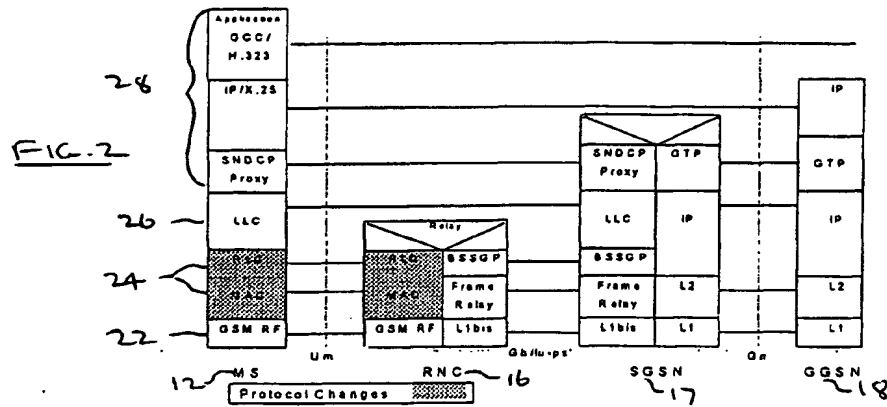 Application
GCC/
H.323
28
IP/X.25
IP
FIG. 2
SNDCP
Proxy
SNDCP
Proxy
GTP
GTP
26
LLC
Relay
LLC
IP
IP
24
RLC
RLC
BSSGP
BSSGP
MAC
MAC
Frame
Relay
Frame
Relay
L2
L2
22
GSM RF
GSM RF
L1bis
L1bis
L1
L1
Um
Gb/Iu-ps'
Gn
12
MS
RNC
16
SGSN
17
GGSN
18
Protocol Changes